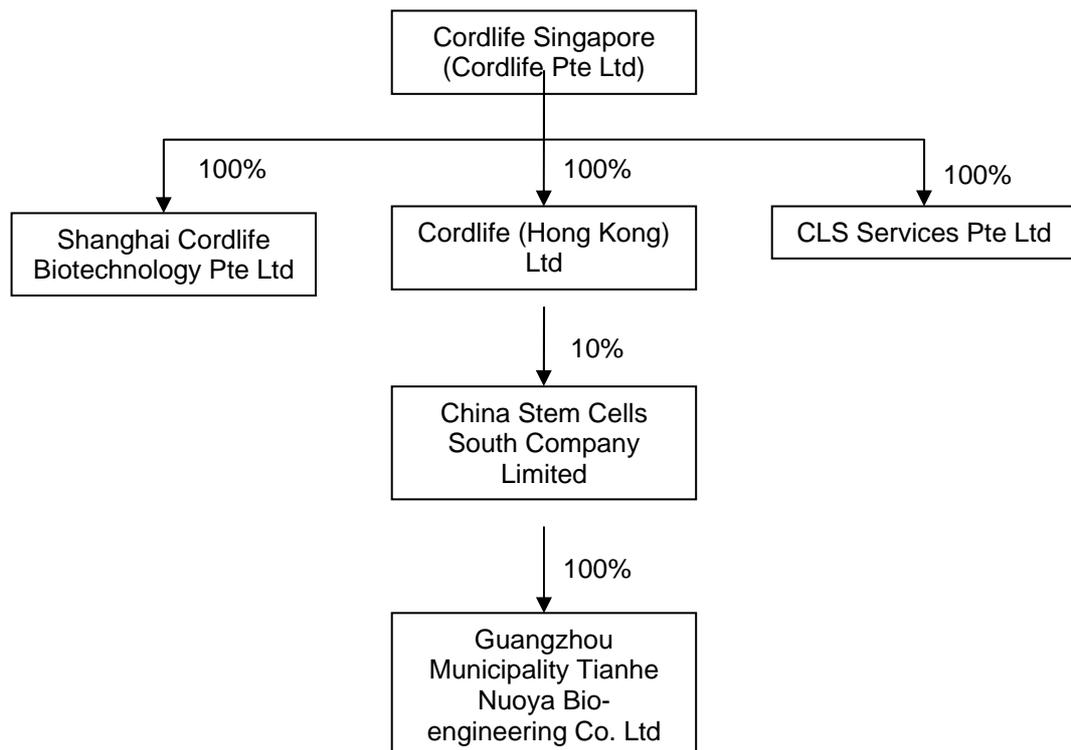 Cordlife Singapore
(Cordlife Pte Ltd)
100%
100%
100%
Shanghai Cordlife
Biotechnology Pte Ltd
Cordlife (Hong Kong)
Ltd
CLS Services Pte Ltd
10%
China Stem Cells
South Company
Limited
100%
Guangzhou
Municipality Tianhe
Nuoya Bio-
engineering Co. Ltd